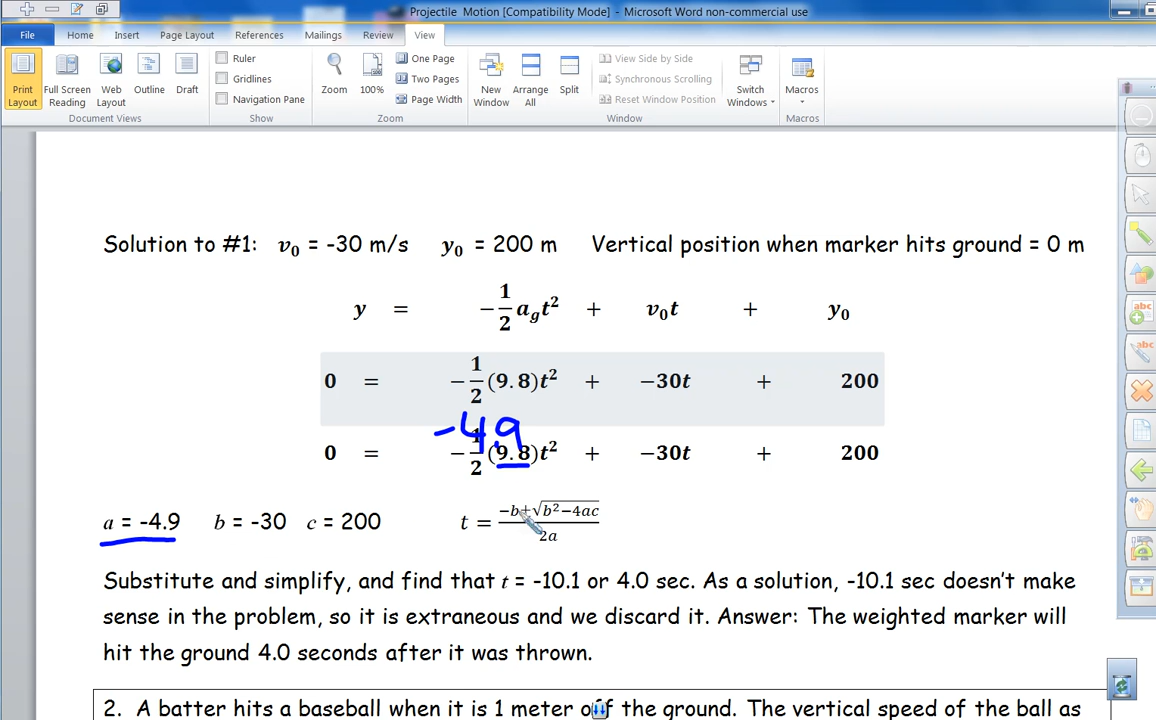 Projectile Motion [Compatibility Mode] - Microsoft Word non-commercial use
File Home Insert Page Layout References Mailings Review View
Print Layout Full Screen Reading Web Layout Outline Draft
Document Views
Ruler
Gridlines
Navigation Pane
Show
Zoom 100% One Page Two Pages Page Width
Zoom
New Window Arrange All Split
View Side by Side
Synchronous Scrolling
Reset Window Position
Switch Windows
Window
Macros
Macros
Solution to #1: v₀ = -30 m/s y₀ = 200 m Vertical position when marker hits ground = 0 m
y = −1/2 a_g t² + v₀t + y₀
0 = −1/2 (9.8)t² + −30t + 200
-4.9
0 = −1/2 (9.8)t² + −30t + 200
a = -4.9 b = -30 c = 200 t = (−b±√(b²−4ac))/2a
Substitute and simplify, and find that t = -10.1 or 4.0 sec. As a solution, -10.1 sec doesn't make
sense in the problem, so it is extraneous and we discard it. Answer: The weighted marker will
hit the ground 4.0 seconds after it was thrown.
2. A batter hits a baseball when it is 1 meter off the ground. The vertical speed of the ball as
abc
abc